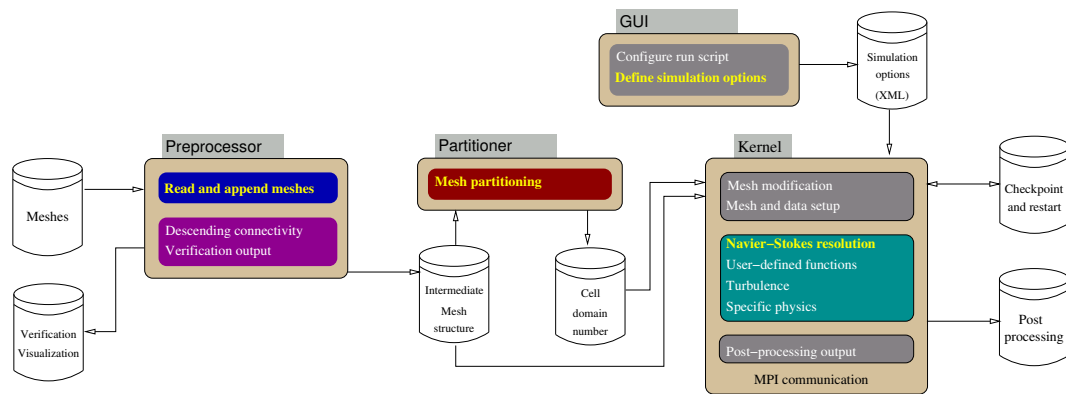 GUI
Configure run script
Define simulation options
Simulation
options
(XML)
Preprocessor
Read and append meshes
Descending connectivity
Verification output
Meshes
Verification
Visualization
Partitioner
Mesh partitioning
Intermediate
Mesh
structure
Cell
domain
number
Kernel
Mesh modification
Mesh and data setup
Navier−Stokes resolution
User−defined functions
Turbulence
Specific physics
Post−processing output
MPI communication
Checkpoint
and restart
Post
processing